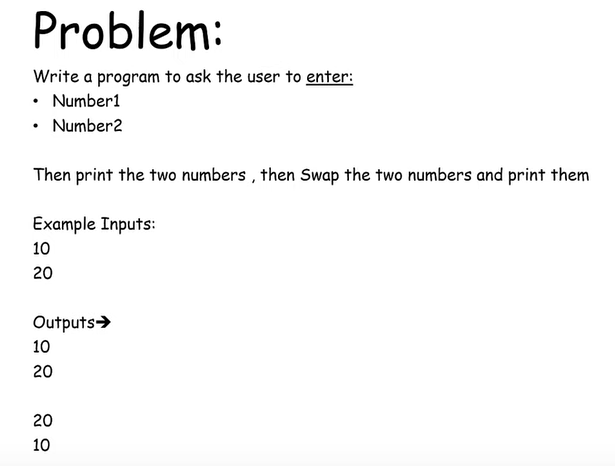 Problem:
Write a program to ask the user to enter:
• Number1
• Number2
Then print the two numbers , then Swap the two numbers and print them
Example Inputs:
10
20
Outputs➔
10
20
20
10